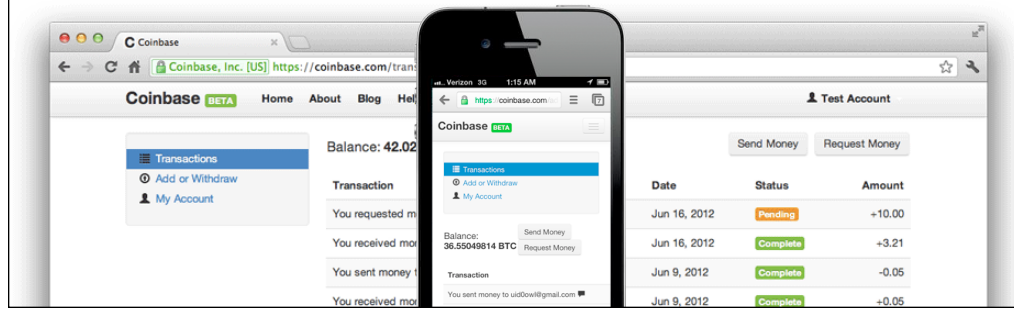 C Coinbase
Coinbase, Inc. [US] https://coinbase.com/tran
Coinbase BETA Home About Blog Hel
Test Account
Balance: 42.02
Send Money Request Money
Transactions
Add or Withdraw
My Account
Transaction Date Status Amount
You requested m Jun 16, 2012 Pending +10.00
You received mo Jun 16, 2012 Complete +3.21
You sent money t Jun 9, 2012 Complete -0.05
You received mo Jun 9, 2012 Complete +0.05
Verizon 3G 1:15 AM
https://coinbase.com/
7
Coinbase BETA
Transactions
Add or Withdraw
My Account
Balance:
36.55049814 BTC
Send Money
Request Money
Transaction
You sent money to uid0owl@gmail.com